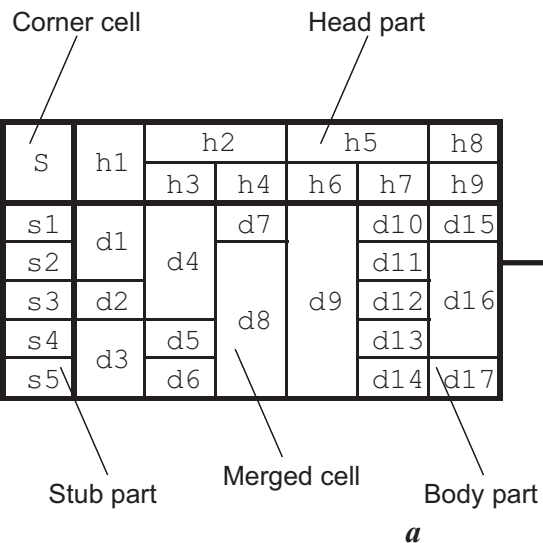 Corner cell Head part
S h1 h2 h5 h8
h3 h4 h6 h7 h9
s1 d1 d4 d7 d9 d10 d15
s2 d8 d11 d16
s3 d2 d12
s4 d3 d5 d13
s5 d6 d14 d17
Stub part Merged cell Body part
a